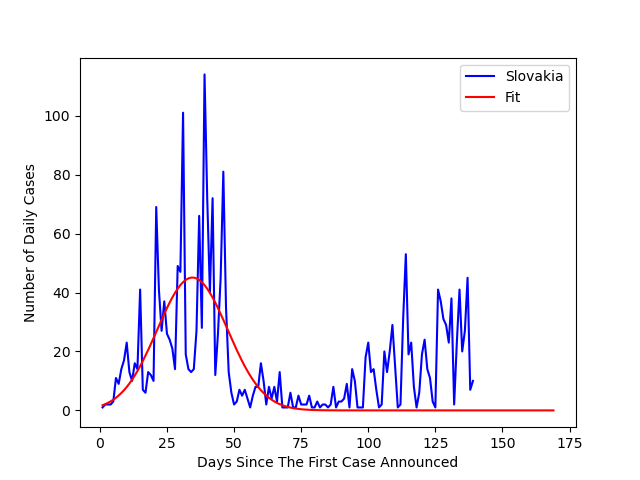 Slovakia
Fit
Number of Daily Cases
100
80
60
40
20
0
0 25 50 75 100 125 150 175
Days Since The First Case Announced